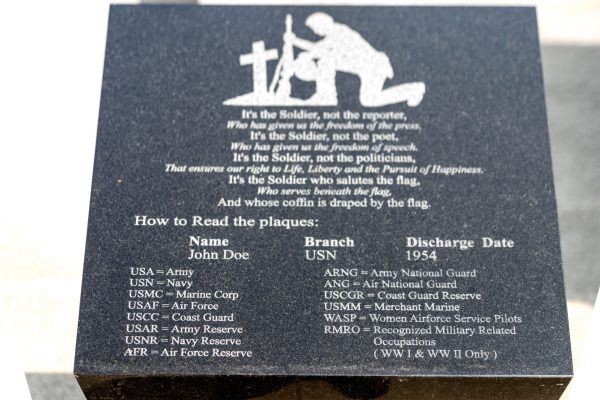 It's the Soldier, not the reporter,
Who has given us the freedom of the press.
It's the Soldier, not the poet,
Who has given us the freedom of speech.
It's the Soldier, not the politicians,
That ensures our right to Life, Liberty and the Pursuit of Happiness.
It's the Soldier who salutes the flag,
Who serves beneath the flag,
And whose coffin is draped by the flag.
How to Read the plaques:
Name Branch Discharge Date
John Doe USN 1954
USA = Army
USN = Navy
USMC = Marine Corp
USAF = Air Force
USCC = Coast Guard
USAR = Army Reserve
USNR = Navy Reserve
AFR = Air Force Reserve
ARNG = Army National Guard
ANG = Air National Guard
USCGR = Coast Guard Reserve
USMM = Merchant Marine
WASP = Women Airforce Service Pilots
RMRO = Recognized Military Related
Occupations
( WW I & WW II Only )